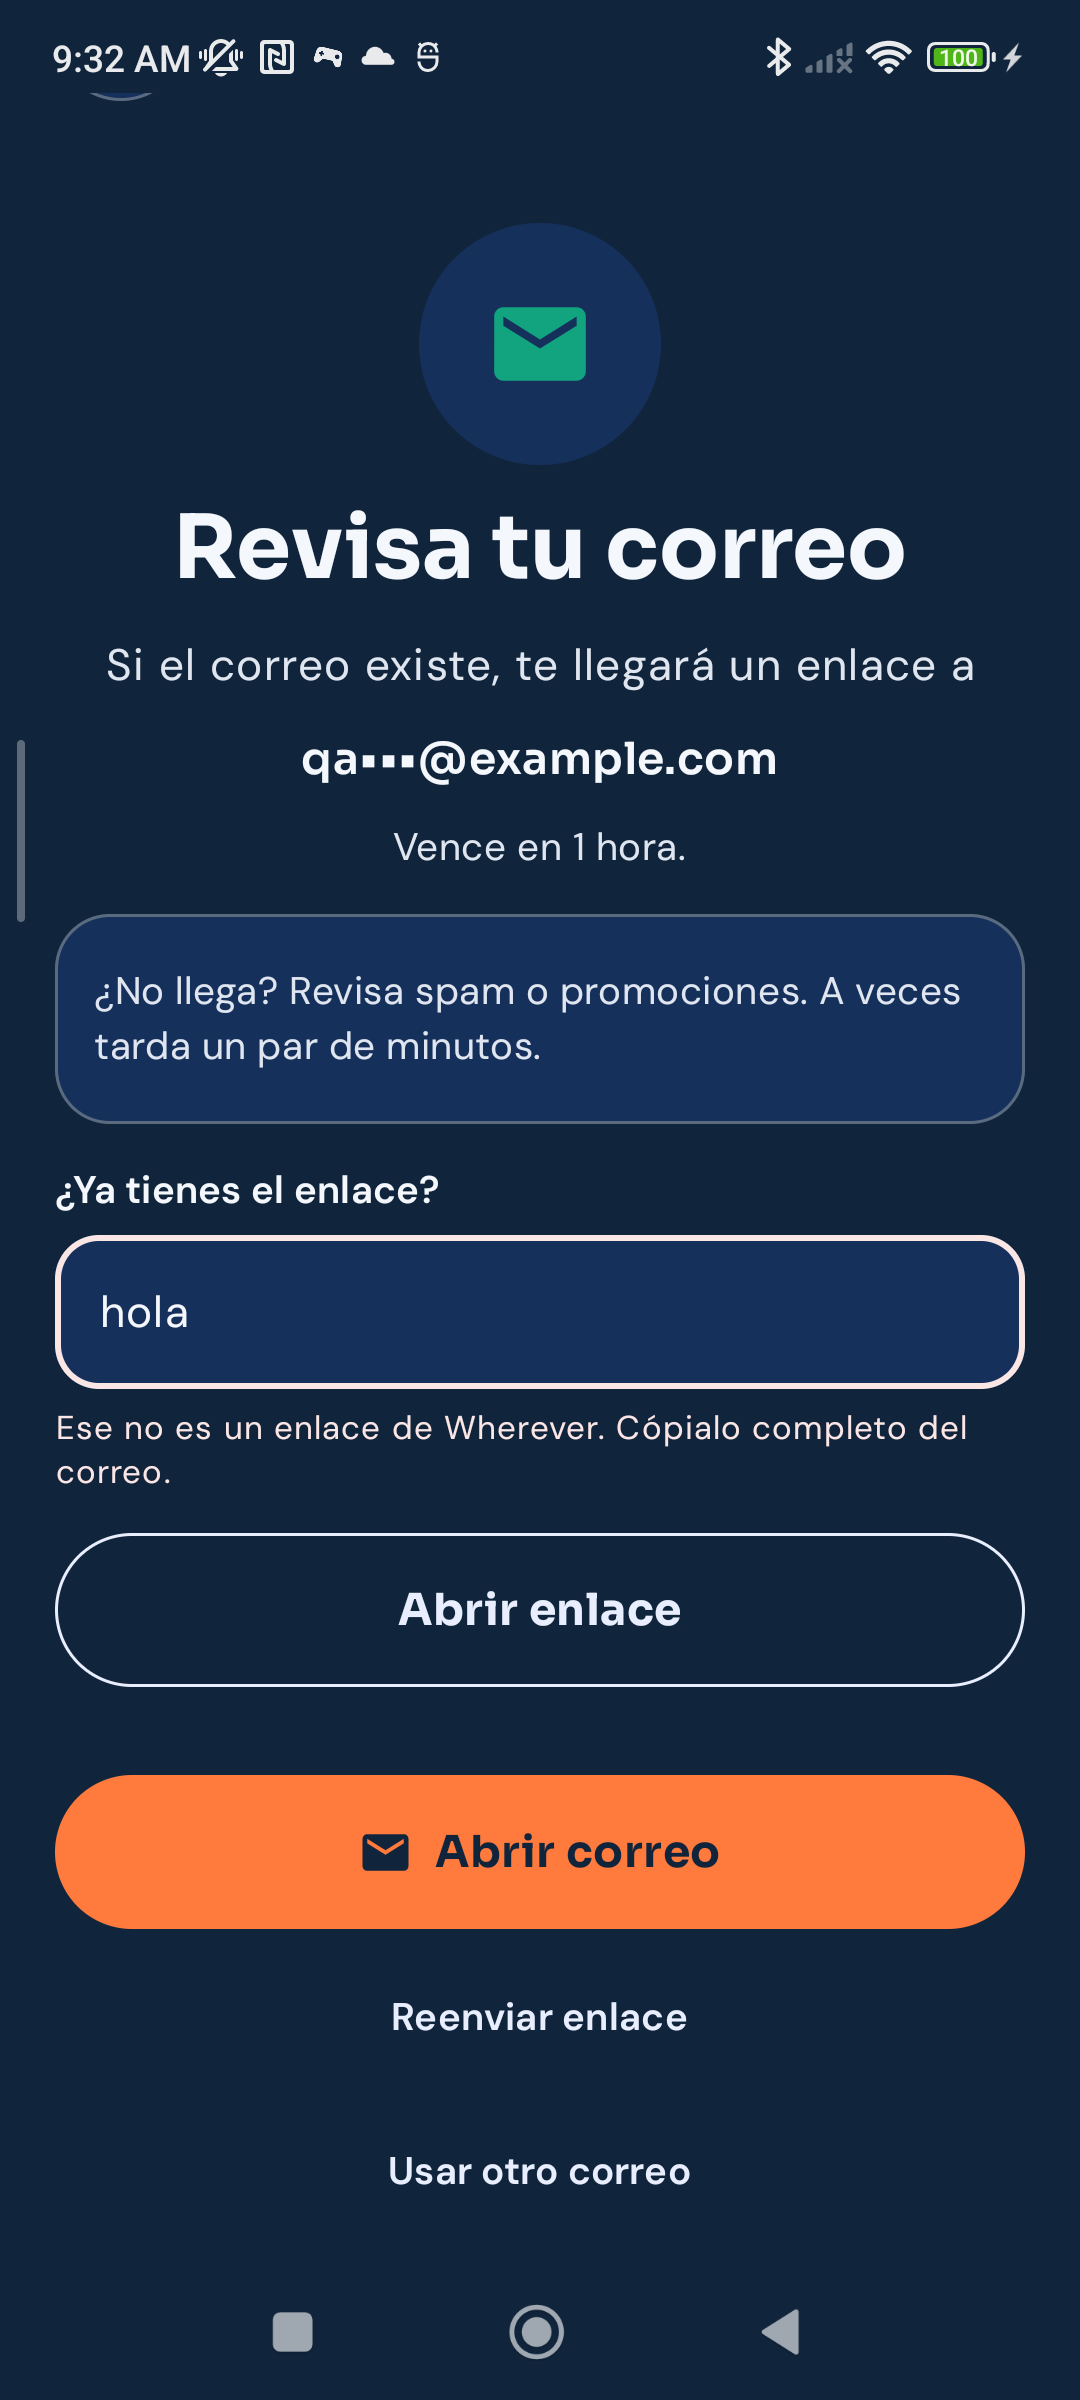 9:32 AM
100
Revisa tu correo
Si el correo existe, te llegará un enlace a
qa▪▪▪@example.com
Vence en 1 hora.
¿No llega? Revisa spam o promociones. A veces
tarda un par de minutos.
¿Ya tienes el enlace?
hola
Ese no es un enlace de Wherever. Cópialo completo del
correo.
Abrir enlace
Abrir correo
Reenviar enlace
Usar otro correo